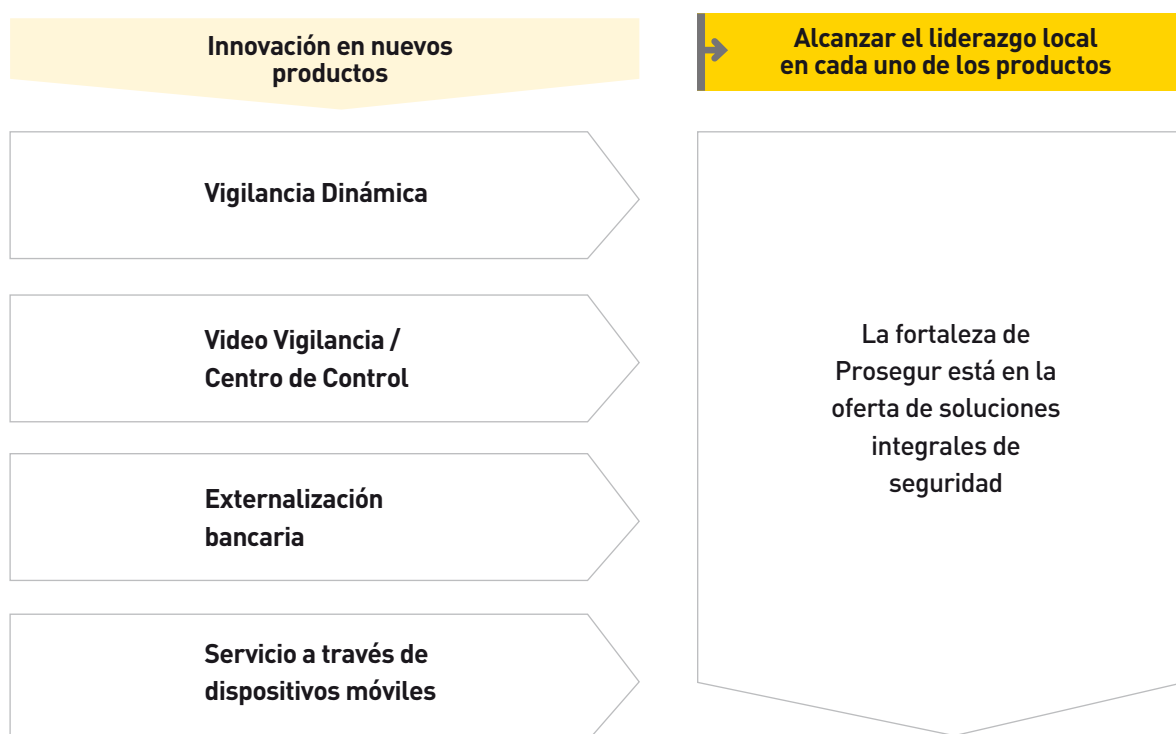 Innovación en nuevos
productos
Vigilancia Dinámica
Video Vigilancia /
Centro de Control
Externalización
bancaria
Servicio a través de
dispositivos móviles
Alcanzar el liderazgo local
en cada uno de los productos
La fortaleza de
Prosegur está en la
oferta de soluciones
integrales de
seguridad